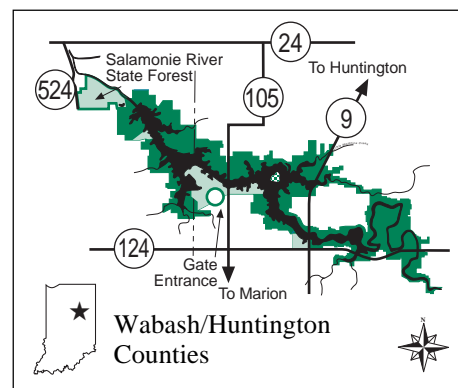 24
Salamonie River
State Forest
To Huntington
524
105
9
124
Gate
Entrance
To Marion
Wabash/Huntington
Counties